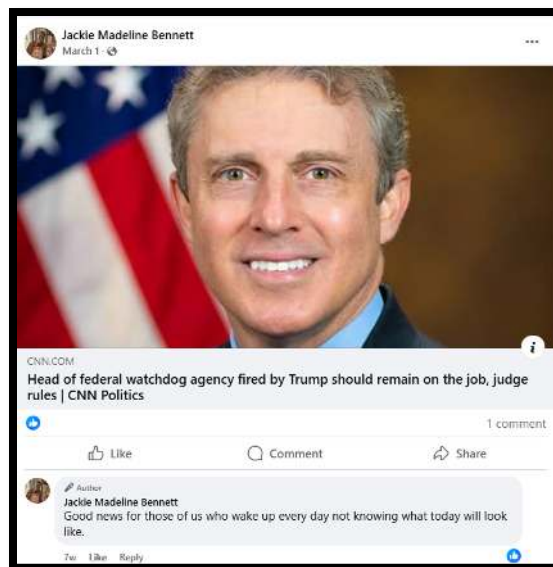 Jackie Madeline Bennett
March 1 ·
CNN.COM
Head of federal watchdog agency fired by Trump should remain on the job, judge
rules | CNN Politics
1 comment
Like Comment Share
Author
Jackie Madeline Bennett
Good news for those of us who wake up every day not knowing what today will look
like.
7w Like Reply